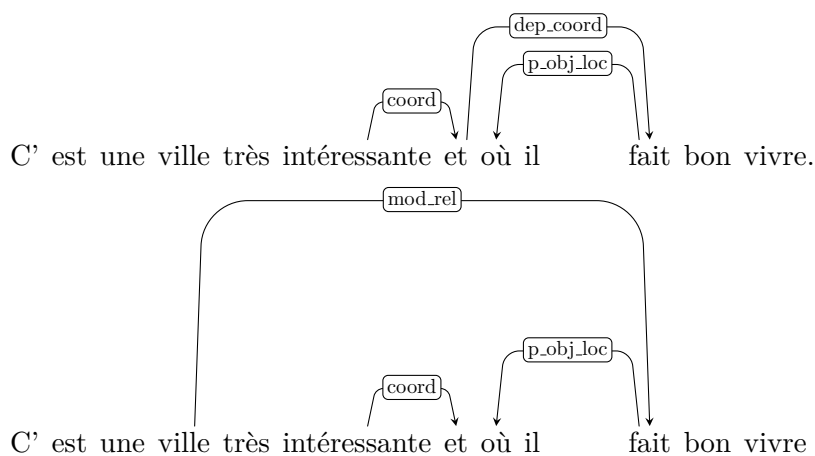 dep_coord
p_obj_loc
coord
C' est une ville très intéressante et où il fait bon vivre.
mod_rel
p_obj_loc
coord
C' est une ville très intéressante et où il fait bon vivre